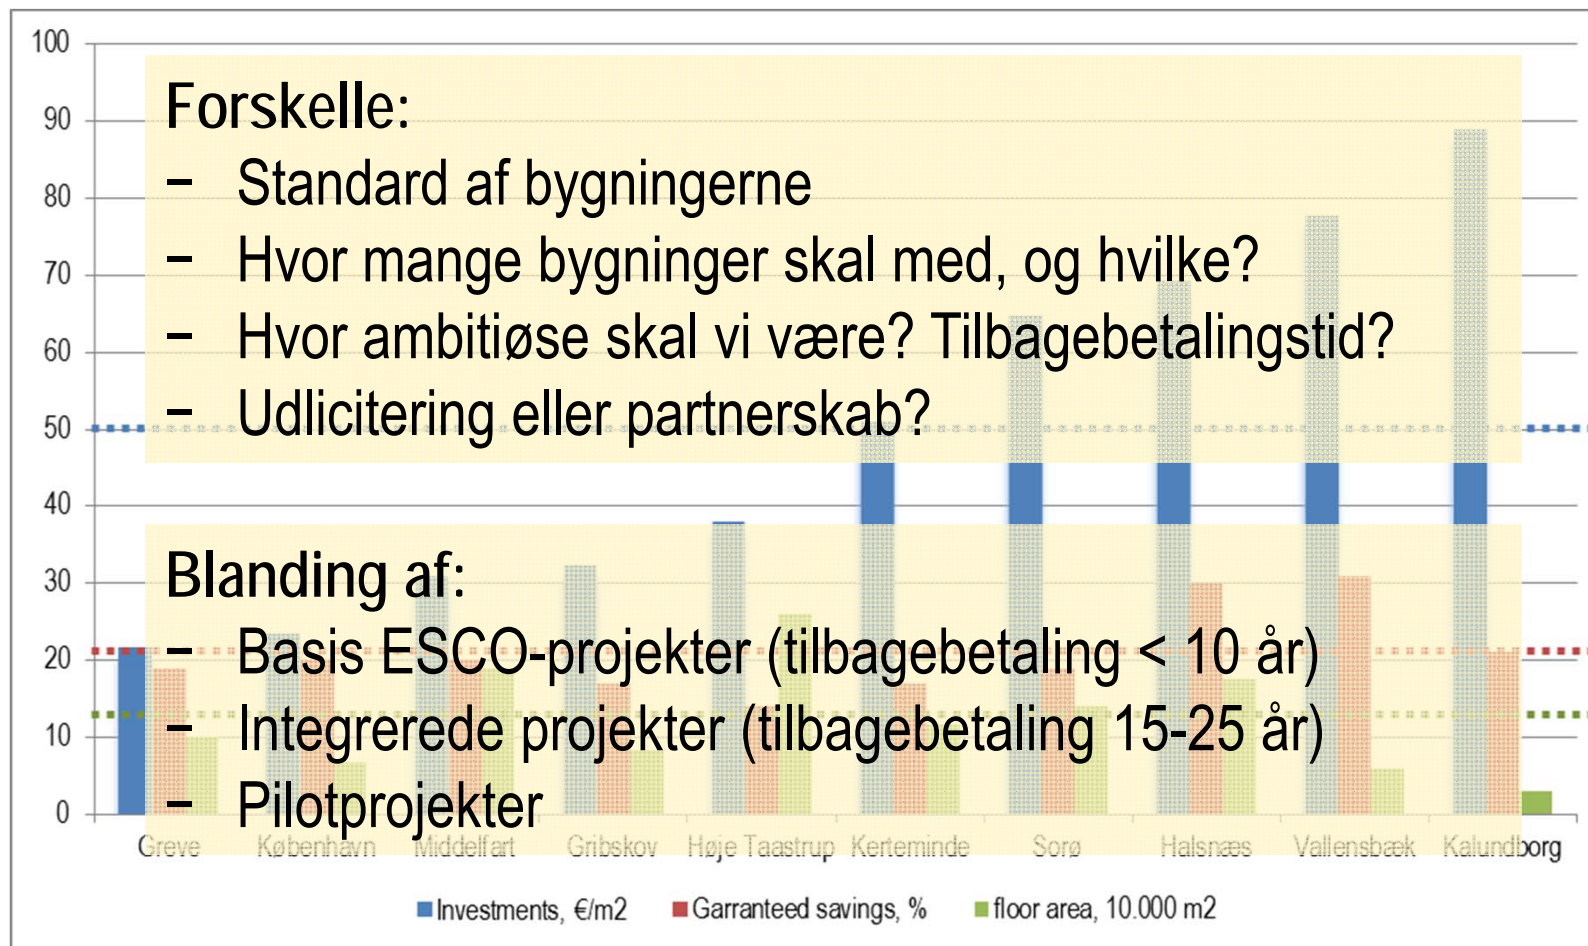 100
90
80
70
60
50
40
30
20
10
0
Forskelle:
− Standard af bygningerne
− Hvor mange bygninger skal med, og hvilke?
− Hvor ambitiøse skal vi være? Tilbagebetalingstid?
− Udlicitering eller partnerskab?
Blanding af:
− Basis ESCO-projekter (tilbagebetaling < 10 år)
− Integrerede projekter (tilbagebetaling 15-25 år)
− Pilotprojekter
Greve København Middelfart Gribskov Høje Taastrup Kerteminde Sorø Halsnæs Vallensbæk Kalundborg
Investments, €/m2 Garranteed savings, % floor area, 10.000 m2